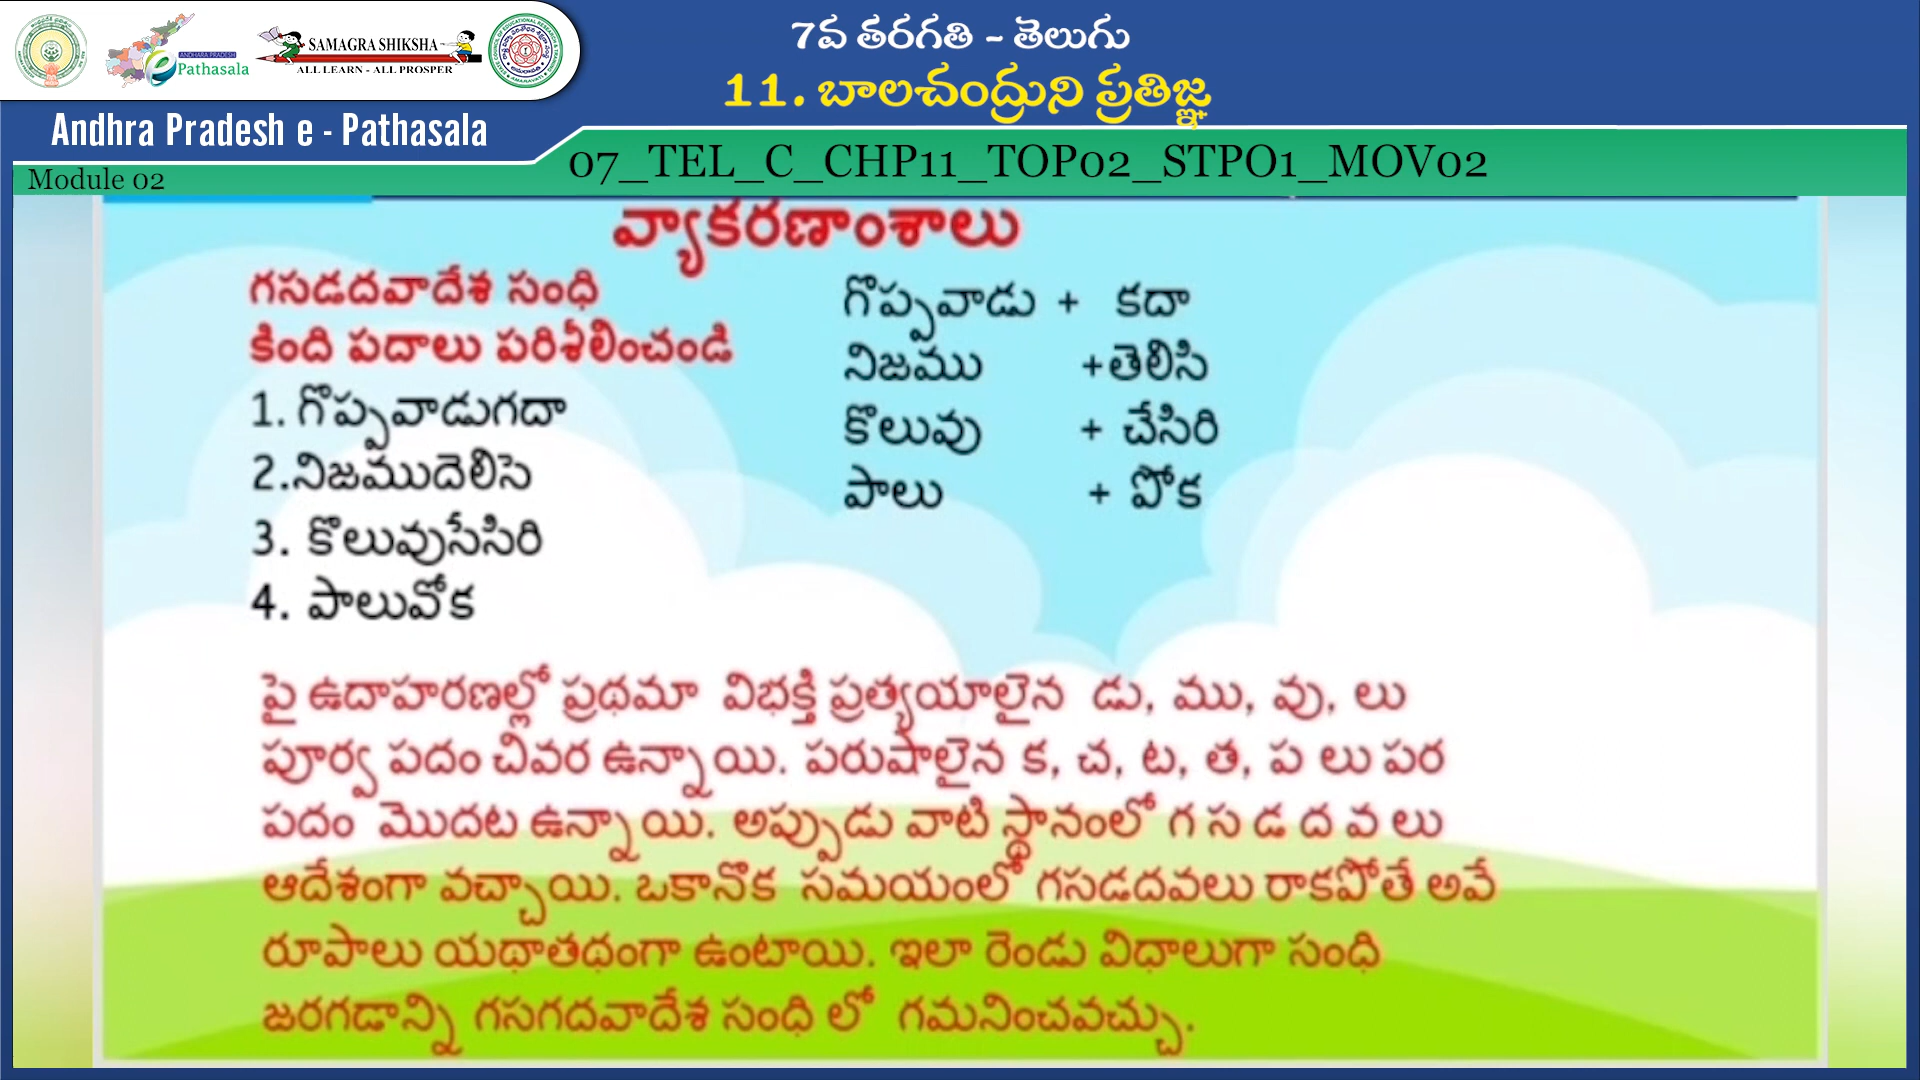 7వ తరగతి - తెలుగు
11. బాలచంద్రుని ప్రతిజ్ఞ
ANDHRA PRADESH
e Pathasala
SAMAGRA SHIKSHA
ALL LEARN - ALL PROSPER
Andhra Pradesh e - Pathasala
Module 02
07_TEL_C_CHP11_TOP02_STPO1_MOV02
వ్యాకరణాంశాలు
గసడదవాదేశ సంధి
కింది పదాలు పరిశీలించండి
1. గొప్పవాడుగదా
2.నిజముదెలిసె
3. కొలువుసేసిరి
4. పాలువోక
గొప్పవాడు + కదా
నిజము +తెలిసి
కొలువు + చేసిరి
పాలు + పోక
పై ఉదాహరణల్లో ప్రథమా విభక్తి ప్రత్యయాలైన డు, ము, వు, లు
పూర్వ పదం చివర ఉన్నాయి. పరుషాలైన క, చ, ట, త, ప లు పర
పదం మొదట ఉన్నాయి. అప్పుడు వాటి స్థానంలో గ స డ ద వ లు
ఆదేశంగా వచ్చాయి. ఒకానొక సమయంలో గసడదవలు రాకపోతే అవే
రూపాలు యథాతథంగా ఉంటాయి. ఇలా రెండు విధాలుగా సంధి
జరగడాన్ని గసగదవాదేశ సంధి లో గమనించవచ్చు.